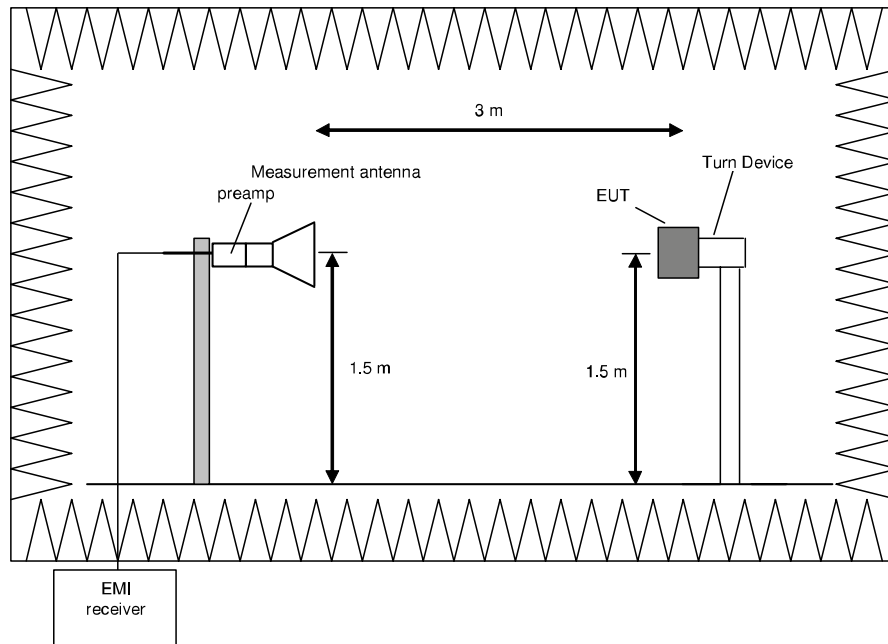 3 m
Measurement antenna
preamp
Turn Device
EUT
1.5 m
1.5 m
EMI
receiver